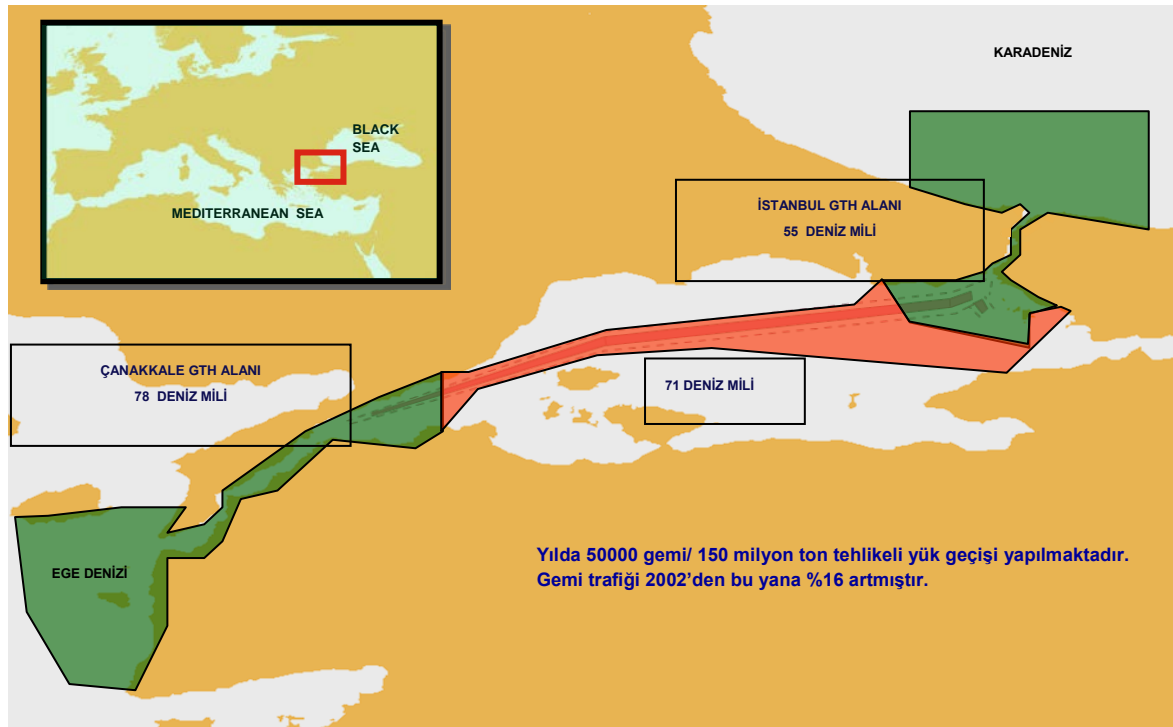 BLACK
SEA
MEDITERRANEAN SEA
KARADENİZ
İSTANBUL GTH ALANI
55 DENİZ MİLİ
ÇANAKKALE GTH ALANI
78 DENİZ MİLİ
71 DENİZ MİLİ
EGE DENİZİ
Yılda 50000 gemi/ 150 milyon ton tehlikeli yük geçişi yapılmaktadır.
Gemi trafiği 2002’den bu yana %16 artmıştır.